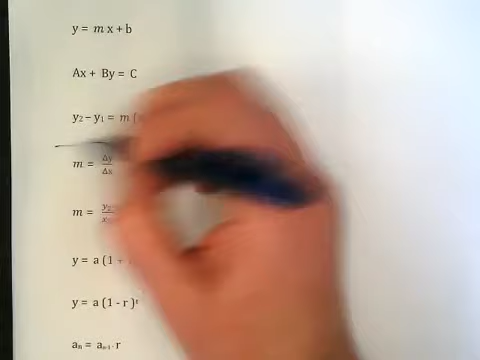 y = m x + b
Ax + By = C
y₂ – y₁ = m (
m = Δy/Δx
m = y₂
y = a (1 +
y = a (1 - r )ᵗ
aₙ = aₙ₋₁ · r